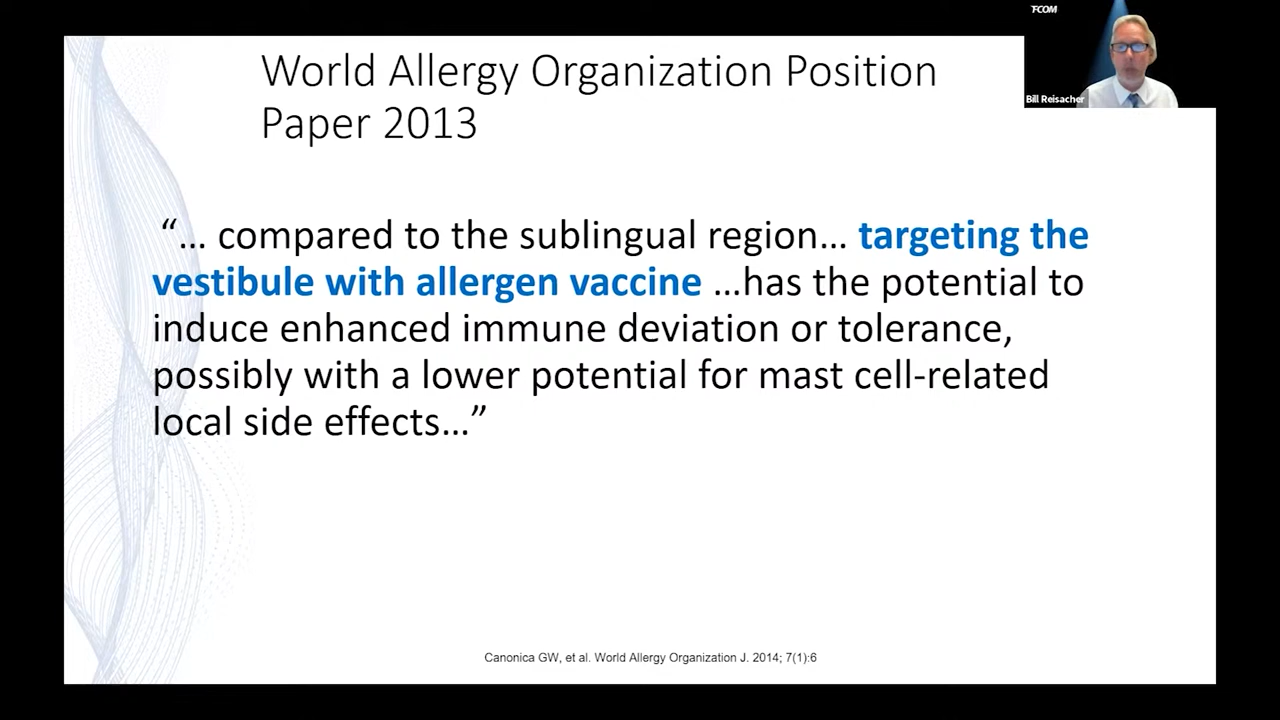 TCOM
Bill Reisacher
World Allergy Organization Position
Paper 2013
“… compared to the sublingual region… targeting the
vestibule with allergen vaccine …has the potential to
induce enhanced immune deviation or tolerance,
possibly with a lower potential for mast cell-related
local side effects…”
Canonica GW, et al. World Allergy Organization J. 2014; 7(1):6